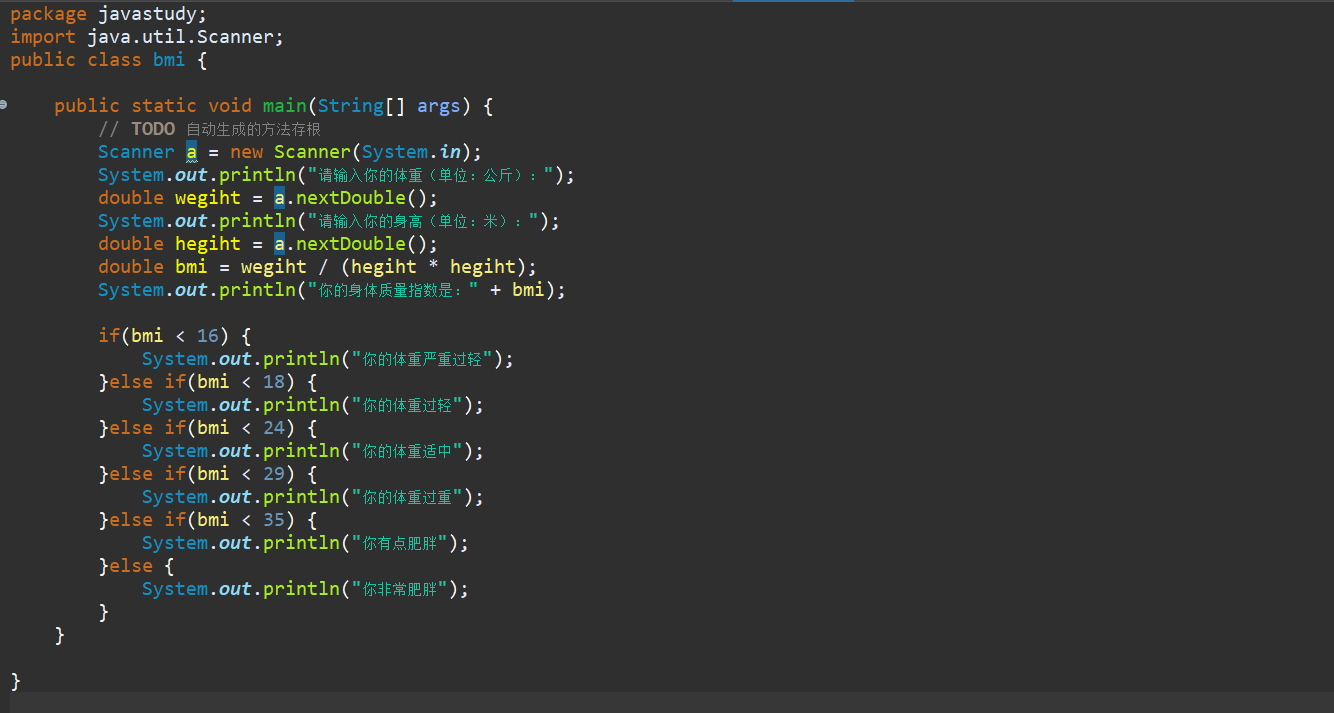 package javastudy;
import java.util.Scanner;
public class bmi {
public static void main(String[] args) {
// TODO 自动生成的方法存根
Scanner a = new Scanner(System.in);
System.out.println("请输入你的体重（单位：公斤）：");
double wegiht = a.nextDouble();
System.out.println("请输入你的身高（单位：米）：");
double hegiht = a.nextDouble();
double bmi = wegiht / (hegiht * hegiht);
System.out.println("你的身体质量指数是：" + bmi);
if(bmi < 16) {
System.out.println("你的体重严重过轻");
}else if(bmi < 18) {
System.out.println("你的体重过轻");
}else if(bmi < 24) {
System.out.println("你的体重适中");
}else if(bmi < 29) {
System.out.println("你的体重过重");
}else if(bmi < 35) {
System.out.println("你有点肥胖");
}else {
System.out.println("你非常肥胖");
}
}
}